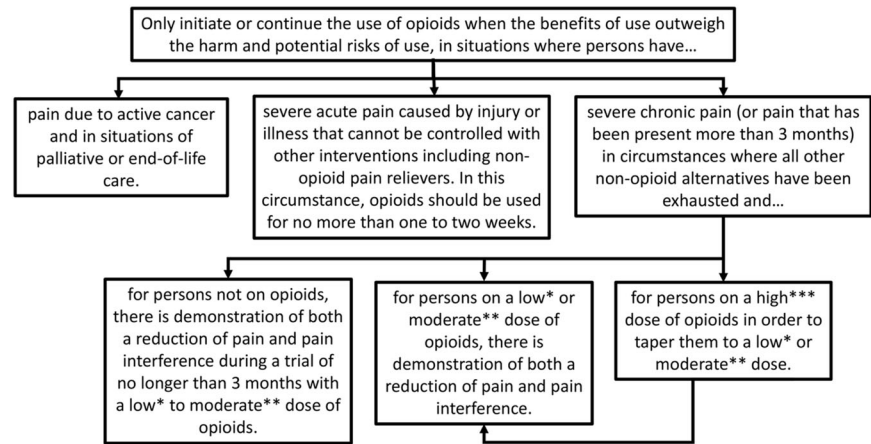 Only initiate or continue the use of opioids when the benefits of use outweigh
the harm and potential risks of use, in situations where persons have…
pain due to active cancer
and in situations of
palliative or end-of-life
care.
severe acute pain caused by injury or
illness that cannot be controlled with
other interventions including non-
opioid pain relievers. In this
circumstance, opioids should be used
for no more than one to two weeks.
severe chronic pain (or pain that has
been present more than 3 months)
in circumstances where all other
non-opioid alternatives have been
exhausted and…
for persons not on opioids,
there is demonstration of both
a reduction of pain and pain
interference during a trial of
no longer than 3 months with
a low* to moderate** dose of
opioids.
for persons on a low* or
moderate** dose of
opioids, there is
demonstration of both a
reduction of pain and pain
interference.
for persons on a high***
dose of opioids in order to
taper them to a low* or
moderate** dose.